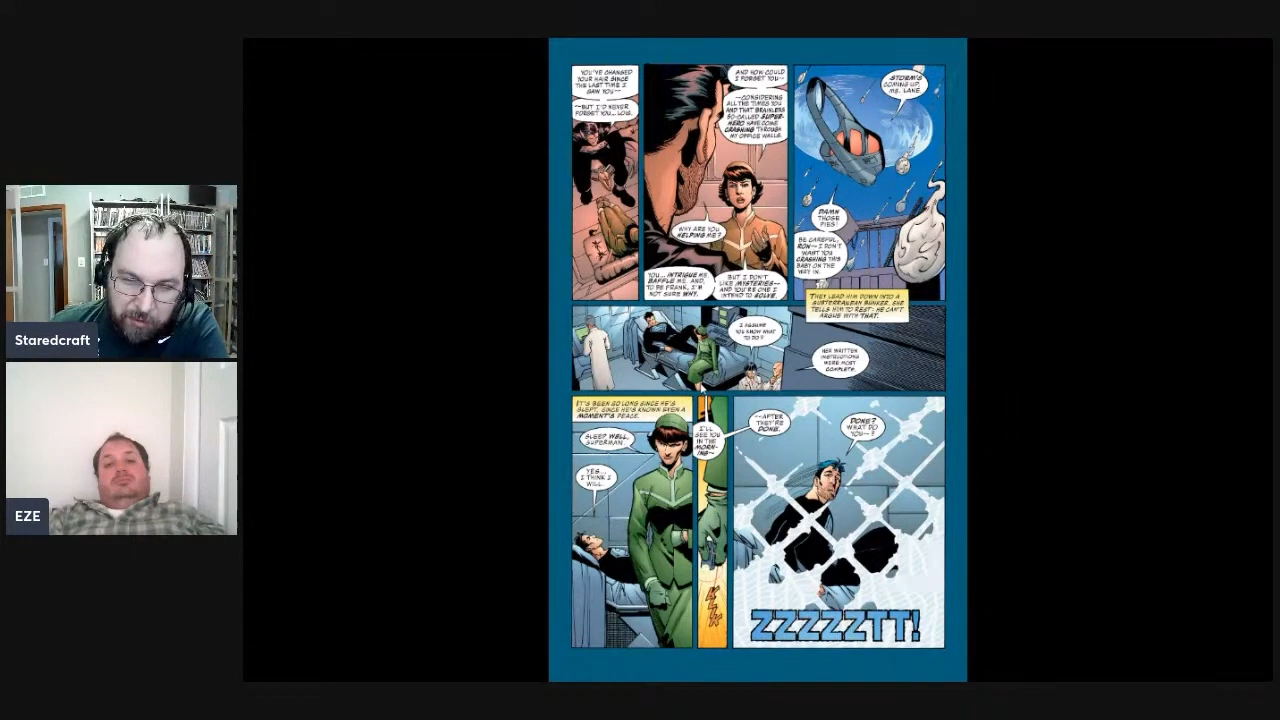 YOU'VE CHANGED
YOUR HAIR SINCE
THE LAST TIME I
SAW YOU--
--BUT I'D NEVER
FORGET YOU... LOIS.
AND HOW COULD
I FORGET YOU--
--CONSIDERING
ALL THE TIMES YOU
AND THAT BRAINLESS
SO-CALLED SUPER-
HERO HAVE COME
CRASHING THROUGH
MY OFFICE WALLS.
WHY ARE YOU
HELPING ME?
YOU... INTRIGUE ME.
BAFFLE ME. AND,
TO BE FRANK, I'M
NOT SURE WHY.
BUT I DON'T
LIKE MYSTERIES--
AND YOU'RE ONE I
INTEND TO SOLVE.
STORM'S
COMING UP,
MS. LANE.
DAMN
THOSE
PIES!
BE CAREFUL,
RON-- I DON'T
WANT YOU
CRASHING THIS
BABY ON THE
WAY IN.
THEY LEAD HIM DOWN INTO A
SUBTERRANEAN BUNKER. SHE
TELLS HIM TO REST: HE CAN'T
ARGUE WITH THAT.
I ASSUME
YOU KNOW WHAT
TO DO?
HER WRITTEN
INSTRUCTIONS
WERE MOST
COMPLETE.
IT'S BEEN SO LONG SINCE HE'S
SLEPT, SINCE HE'S KNOWN EVEN A
MOMENT'S PEACE.
SLEEP WELL,
SUPERMAN.
YES...
I THINK I
WILL.
I'LL
SEE YOU
IN THE
MORN-
ING--
--AFTER
THEY'RE
DONE.
DONE?
WHAT DO
YOU--?
KLIK
ZZZZZTT!
Staredcraft
EZE